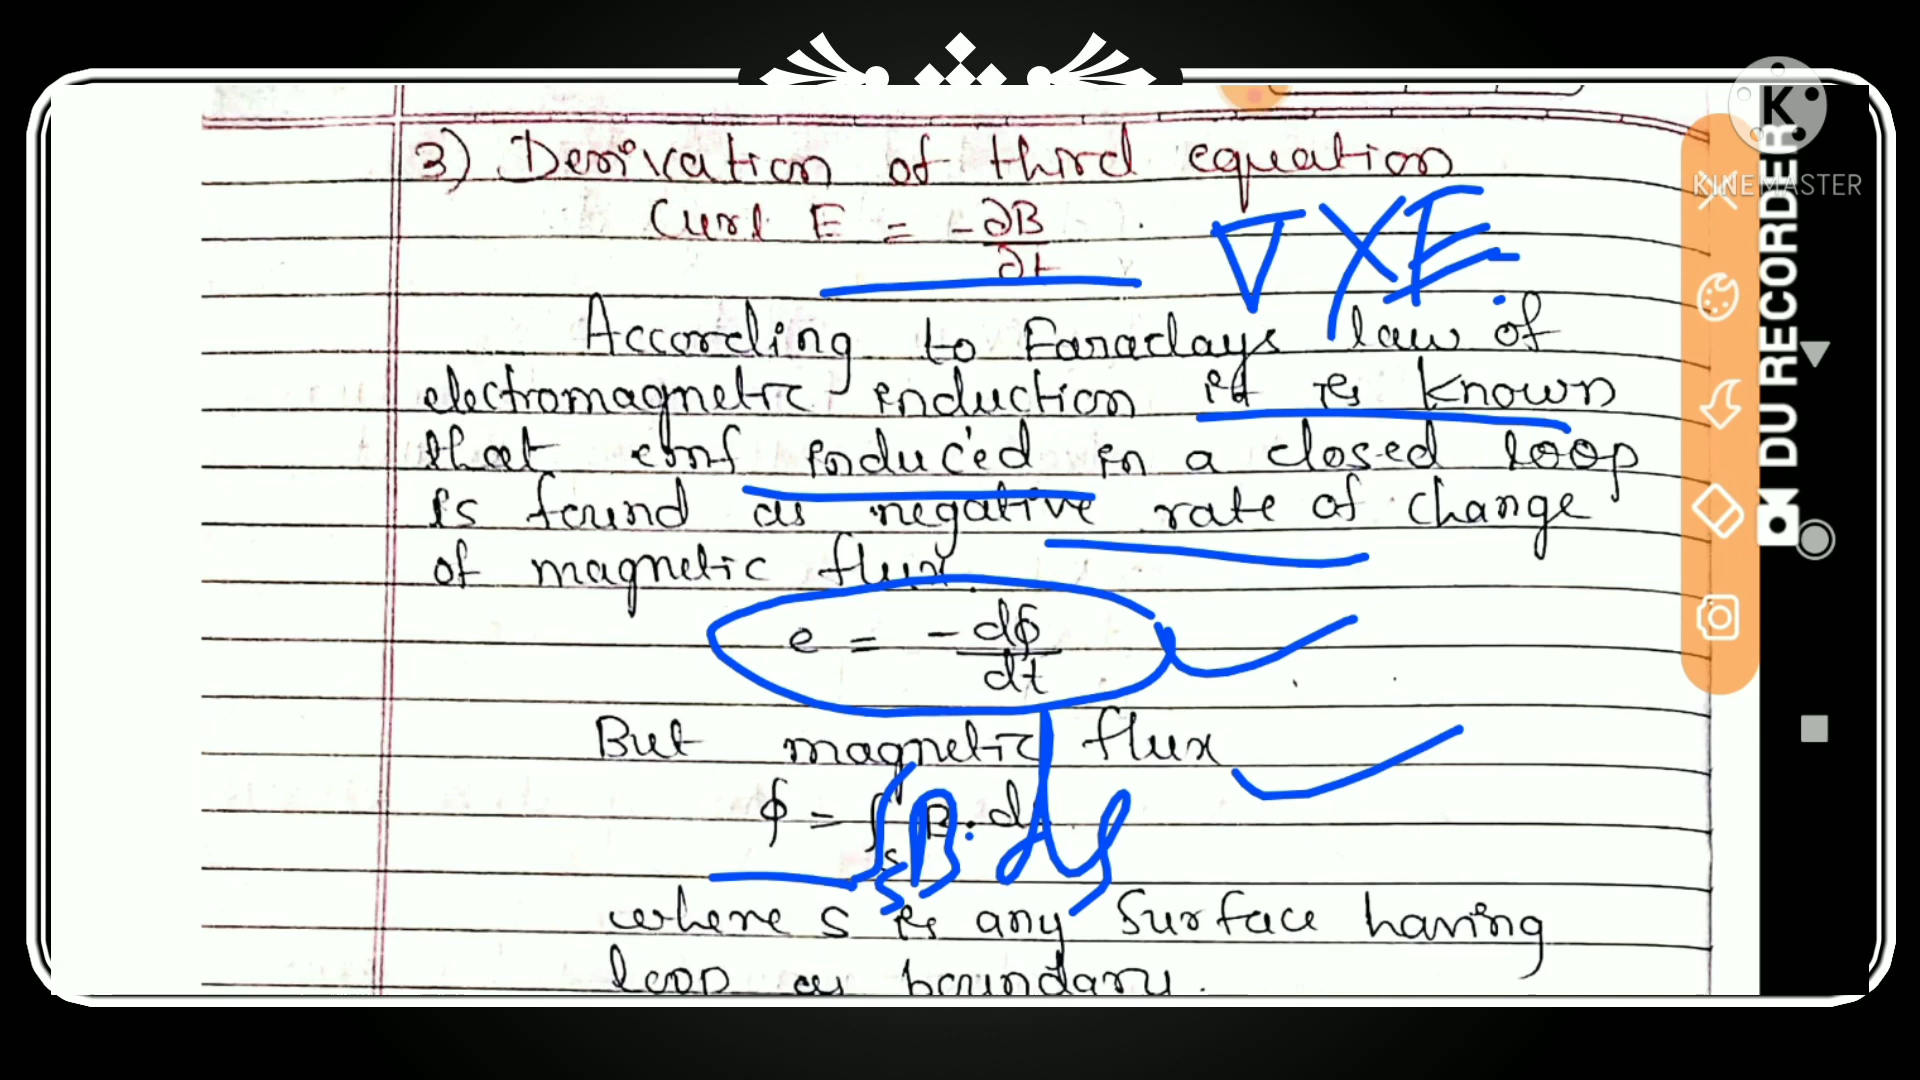 3) Derivation of third equation
Curl E = -∂B/∂t
∇ X E
According to Faradays law of
electromagnetic induction it is known
that emf induced in a closed loop
is found as negative rate of change
of magnetic flux.
e = - dϕ/dt
But magnetic flux
ϕ = ∫s B. ds
∫s B. ds
where S is any surface having
loop as boundary.
KINEMASTER
DU RECORDER
K